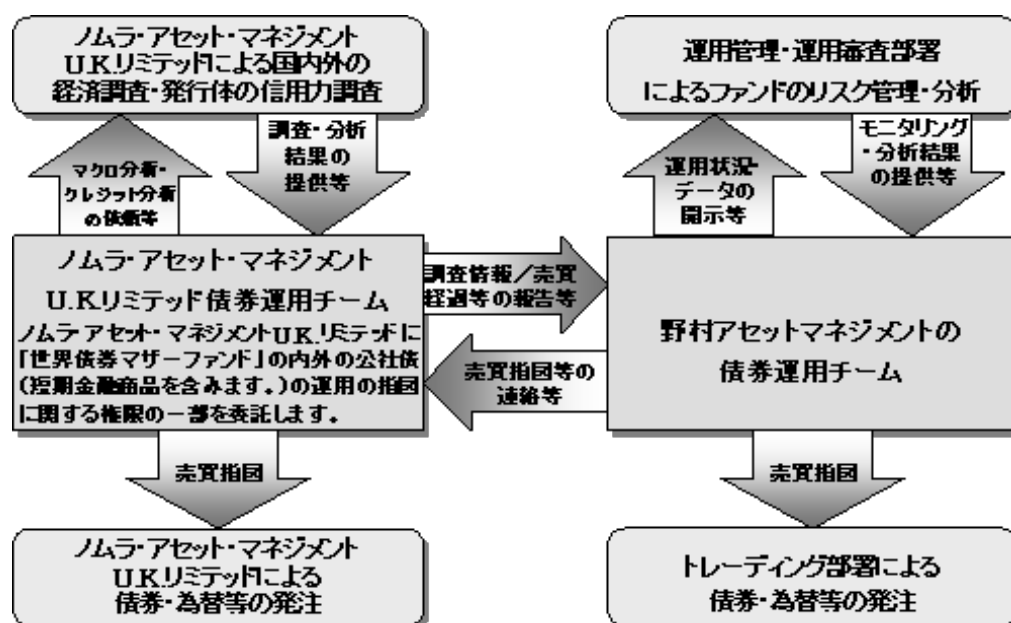 ノムラ・アセット・マネジメント
U.K.リミテッドによる国内外の
経済調査・発行体の信用力調査
運用管理・運用審査部署
によるファンドのリスク管理・分析
マクロ分析・
クレジット分析
の依頼等
調査・分析
結果の
提供等
運用状況・
データの
開示等
モニタリング
・分析結果
の提供等
ノムラ・アセット・マネジメント
U.K.リミテッド債券運用チーム
ノムラ・アセット・マネジメントU.K.リミテッドに
「世界債券マザーファンド」の内外の公社債
(短期金融商品を含みます。)の運用の指図
に関する権限の一部を委託します。
調査情報／売買
経過等の報告等
売買指図等の
連絡等
野村アセットマネジメントの
債券運用チーム
売買指図
売買指図
ノムラ・アセット・マネジメント
U.K.リミテッドによる
債券・為替等の発注
トレーディング部署による
債券・為替等の発注